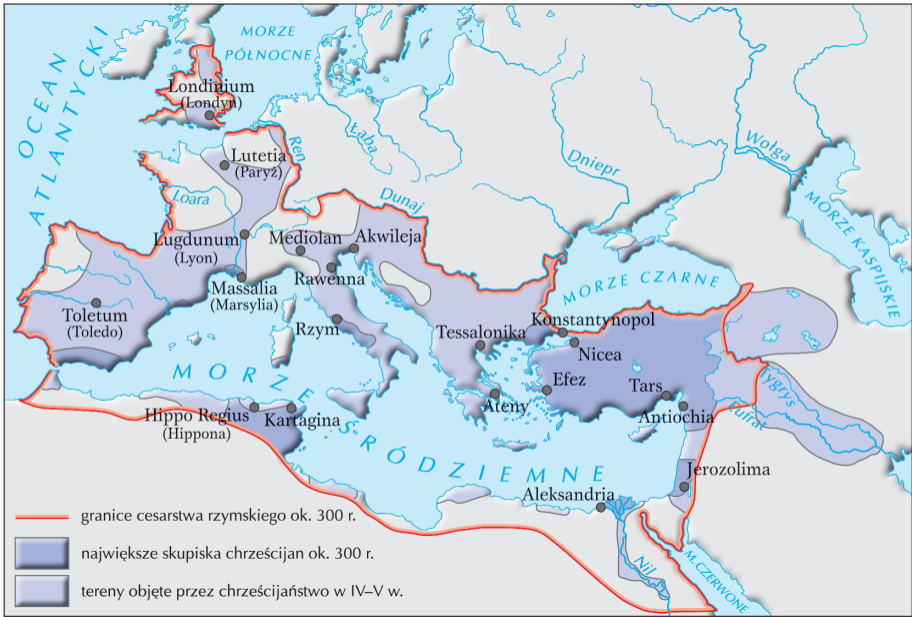 OCEAN
ATLANTYCKI
MORZE
PÓŁNOCNE
Londinium
(Londyn)
Ren
Łaba
Wołga
Dniepr
Lutetia
(Paryż)
Loara
Dunaj
MORZE KASPIJSKIE
Lugdunum
(Lyon)
Mediolan
Akwileja
Massalia
(Marsylia)
Rawenna
MORZE CZARNE
Toletum
(Toledo)
Rzym
Tessalonika
Konstantynopol
Nicea
MORZE ŚRÓDZIEMNE
Efez
Tars
Tygrys
Ateny
Antiochia
Eufrat
Hippo Regius
(Hippona)
Kartagina
Jerozolima
Aleksandria
Nil
M. CZERWONE
granice cesarstwa rzymskiego ok. 300 r.
największe skupiska chrześcijan ok. 300 r.
tereny objęte przez chrześcijaństwo w IV–V w.